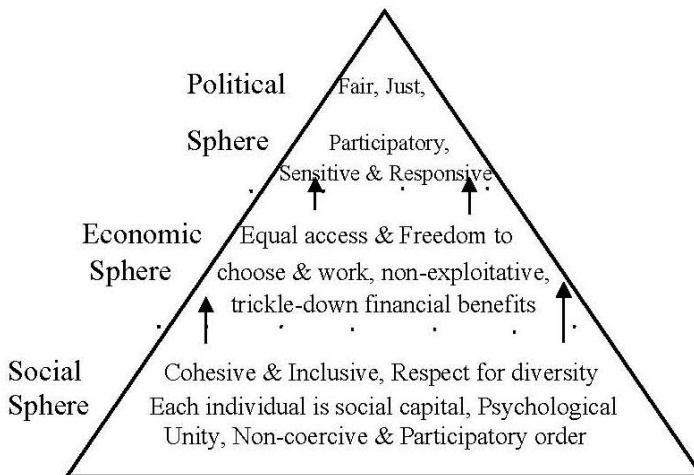 Political
Fair, Just,
Sphere
Participatory,
Sensitive & Responsive
Economic
Equal access & Freedom to
Sphere
choose & work, non-exploitative,
trickle-down financial benefits
Social
Cohesive & Inclusive, Respect for diversity
Sphere
Each individual is social capital, Psychological
Unity, Non-coercive & Participatory order